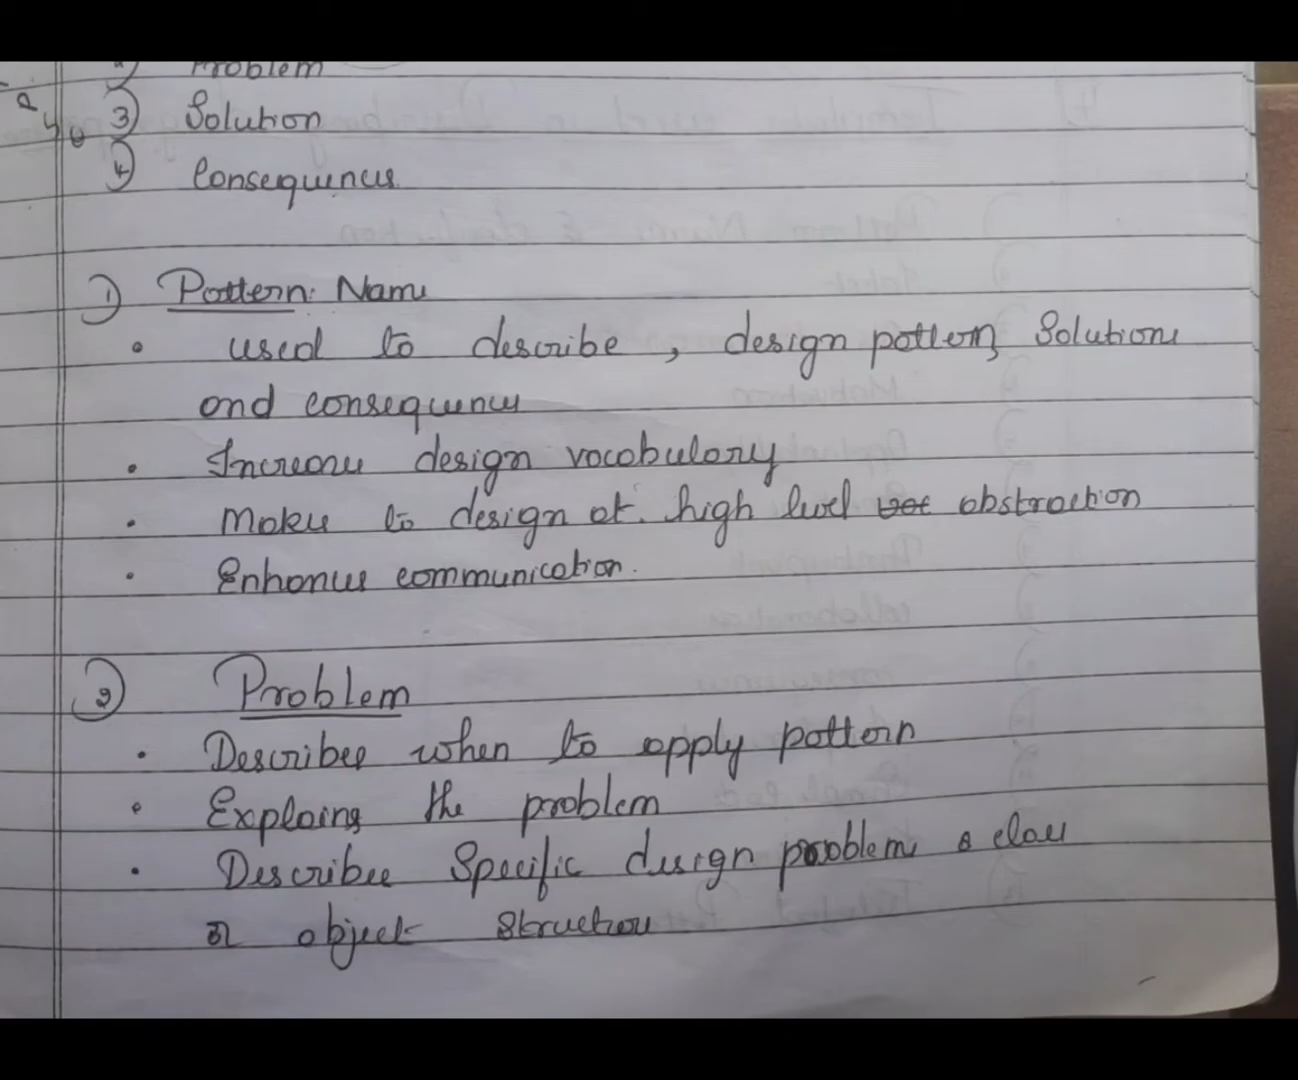 Problem
3) Solution
4) Consequences
1) Pattern Name
• used to describe, design pattern, Solutions
and consequences
• Increase design vocabulary
• Makes to design at high level abstraction
• Enhances communication.
2) Problem
• Describes when to apply pattern
• Explains the problem
• Describes Specific design problems & class
or object structure